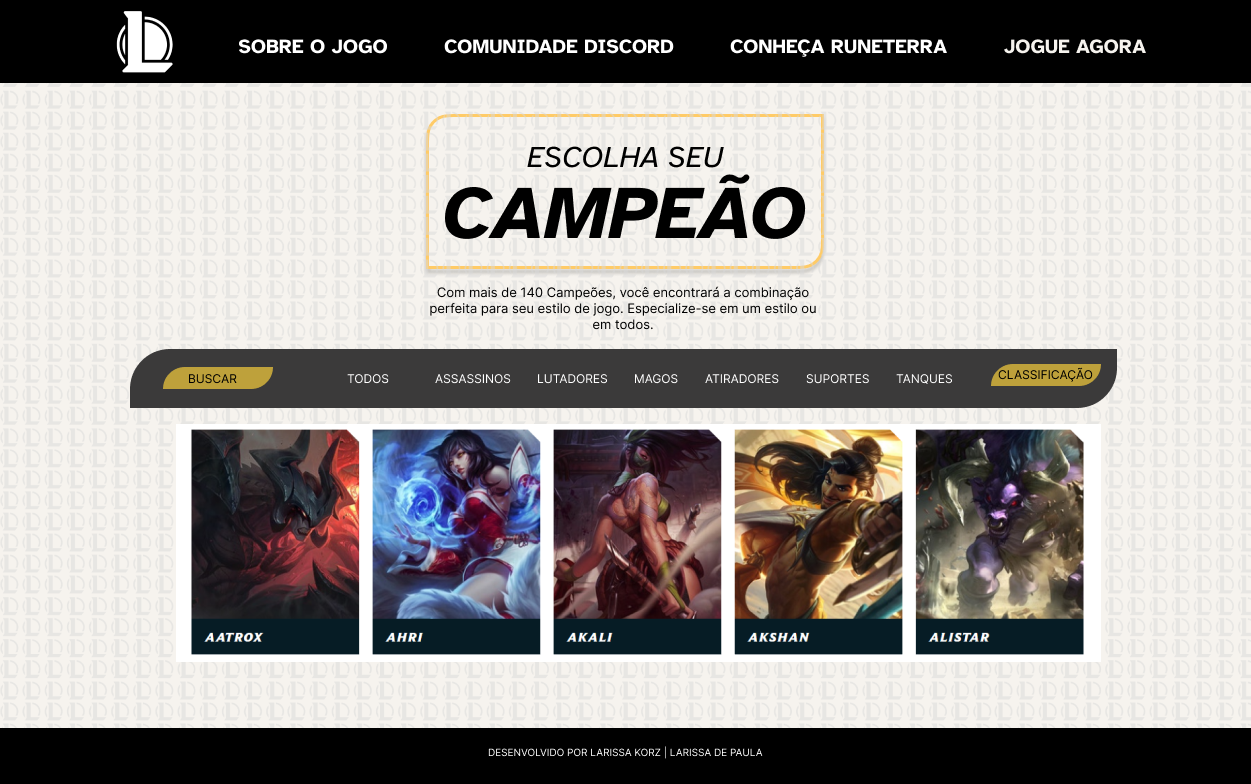 SOBRE O JOGO COMUNIDADE DISCORD CONHEÇA RUNETERRA JOGUE AGORA
ESCOLHA SEU
CAMPEÃO
Com mais de 140 Campeões, você encontrará a combinação
perfeita para seu estilo de jogo. Especialize-se em um estilo ou
em todos.
BUSCAR TODOS ASSASSINOS LUTADORES MAGOS ATIRADORES SUPORTES TANQUES CLASSIFICAÇÃO
AATROX AHRI AKALI AKSHAN ALISTAR
DESENVOLVIDO POR LARISSA KORZ | LARISSA DE PAULA